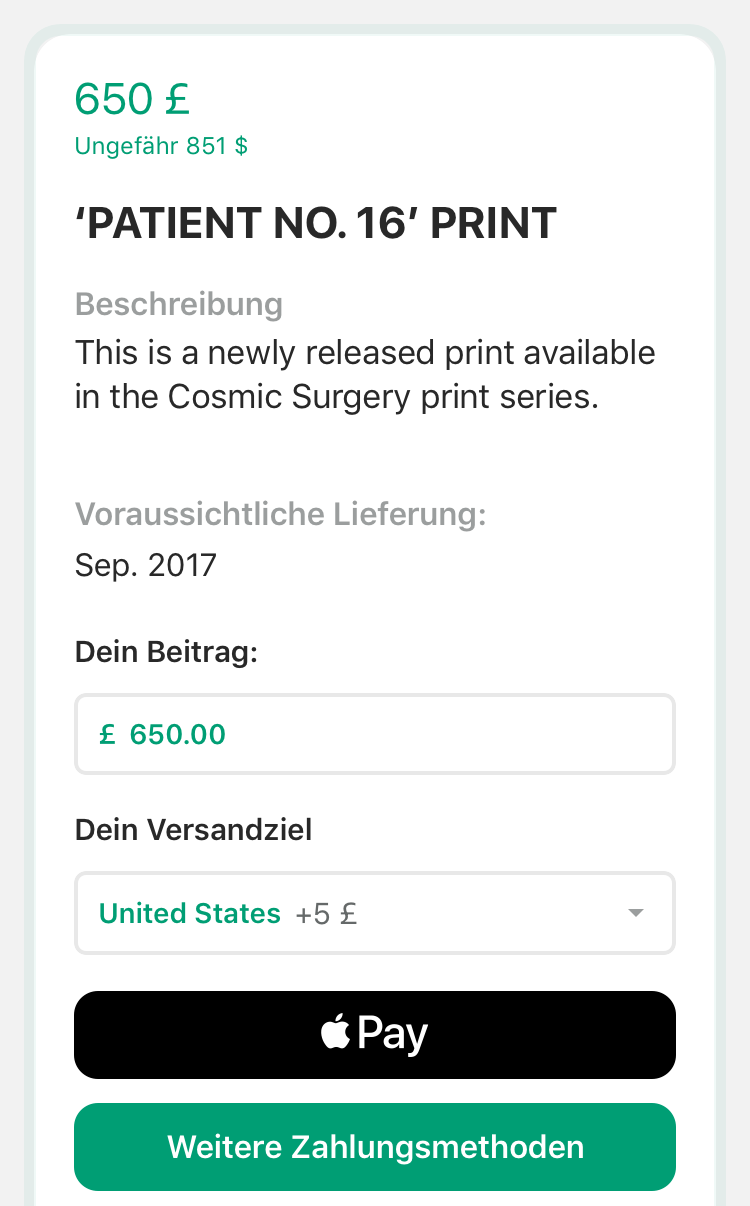 650 £
Ungefähr 851 $
‘PATIENT NO. 16’ PRINT
Beschreibung
This is a newly released print available
in the Cosmic Surgery print series.
Voraussichtliche Lieferung:
Sep. 2017
Dein Beitrag:
£ 650.00
Dein Versandziel
United States +5 £
Pay
Weitere Zahlungsmethoden